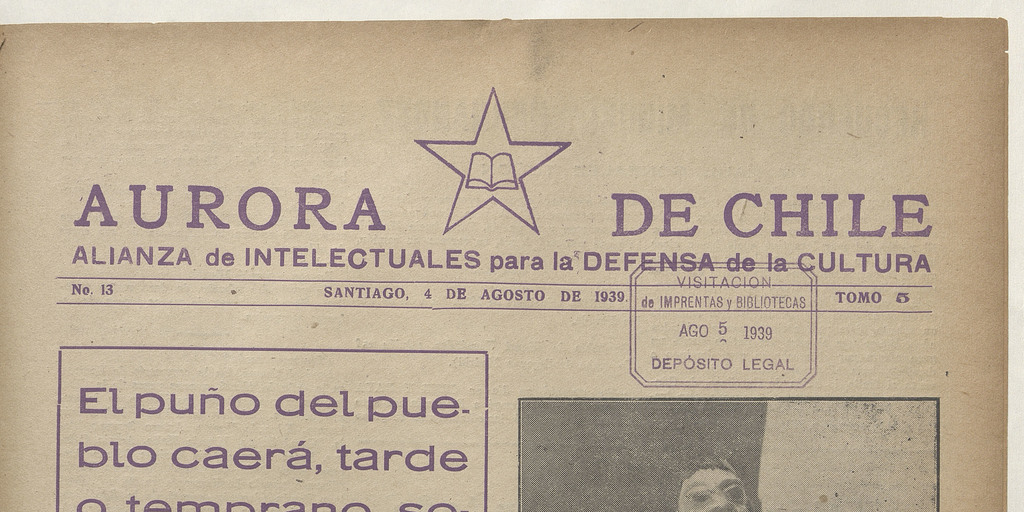 AURORA DE CHILE
ALIANZA de INTELECTUALES para la DEFENSA de la CULTURA
No. 13 SANTIAGO, 4 DE AGOSTO DE 1939. TOMO 5
VISITACION
de IMPRENTAS y BIBLIOTECAS
AGO 5 1939
DEPÓSITO LEGAL
El puño del pue-
blo caerá, tarde
o temprano, so-